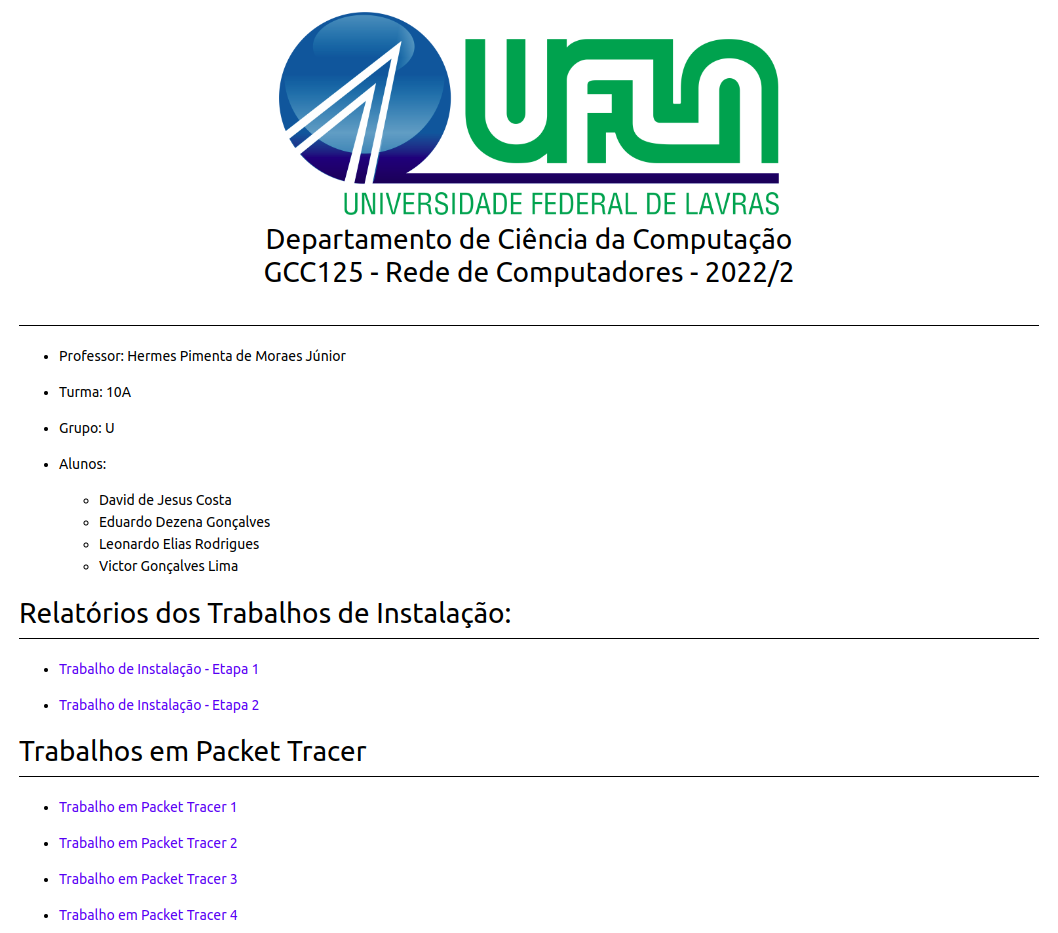 UFLA
UNIVERSIDADE FEDERAL DE LAVRAS
Departamento de Ciência da Computação
GCC125 - Rede de Computadores - 2022/2
Professor: Hermes Pimenta de Moraes Júnior
Turma: 10A
Grupo: U
Alunos:
David de Jesus Costa
Eduardo Dezena Gonçalves
Leonardo Elias Rodrigues
Victor Gonçalves Lima
Relatórios dos Trabalhos de Instalação:
Trabalho de Instalação - Etapa 1
Trabalho de Instalação - Etapa 2
Trabalhos em Packet Tracer
Trabalho em Packet Tracer 1
Trabalho em Packet Tracer 2
Trabalho em Packet Tracer 3
Trabalho em Packet Tracer 4